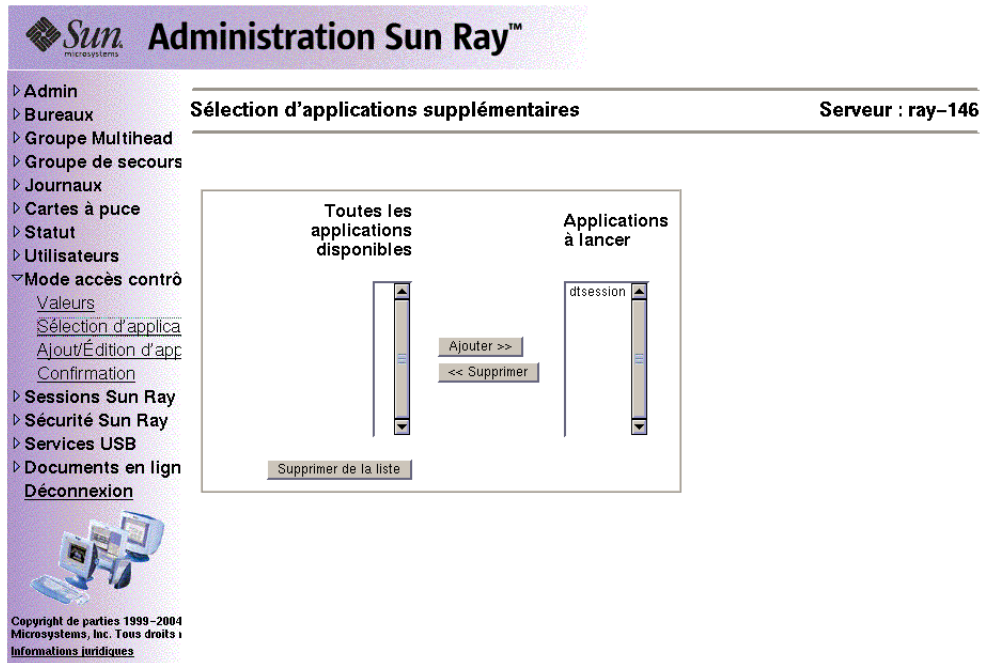 Sun
microsystems
Administration Sun Ray™
Admin
Bureaux
Groupe Multihead
Groupe de secours
Journaux
Cartes à puce
Statut
Utilisateurs
Mode accès contrô
Valeurs
Sélection d'applica
Ajout/Édition d'app
Confirmation
Sessions Sun Ray
Sécurité Sun Ray
Services USB
Documents en lign
Déconnexion
Copyright de parties 1999–2004
Microsystems, Inc. Tous droits
Informations juridiques
Sélection d'applications supplémentaires
Serveur : ray–146
Toutes les
applications
disponibles
Applications
à lancer
dtsession
Ajouter >>
<< Supprimer
Supprimer de la liste